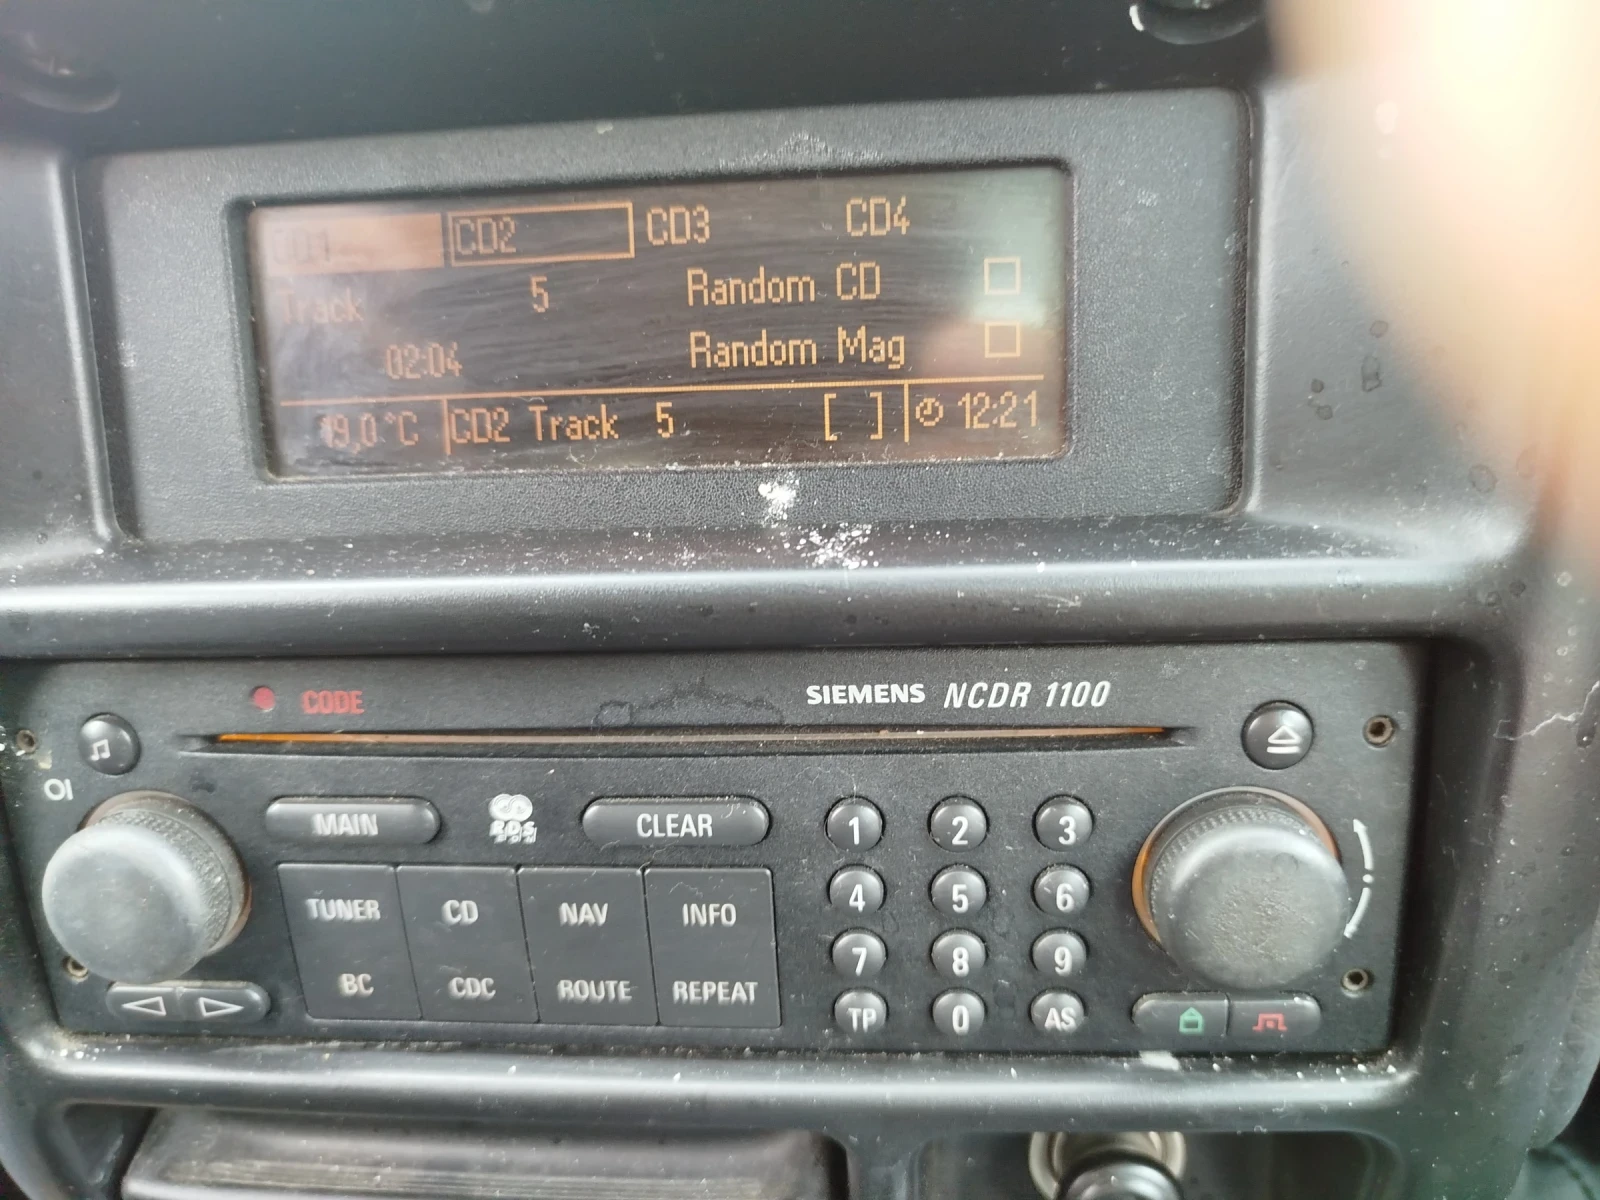 CD1 CD2 CD3 CD4
Track 5 Random CD
02:04 Random Mag
19,0°C CD2 Track 5 [ ] 12:21
CODE SIEMENS NCDR 1100
MAIN RDS CLEAR 1 2 3
TUNER CD NAV INFO 4 5 6
BC CDC ROUTE REPEAT 7 8 9
TP 0 AS